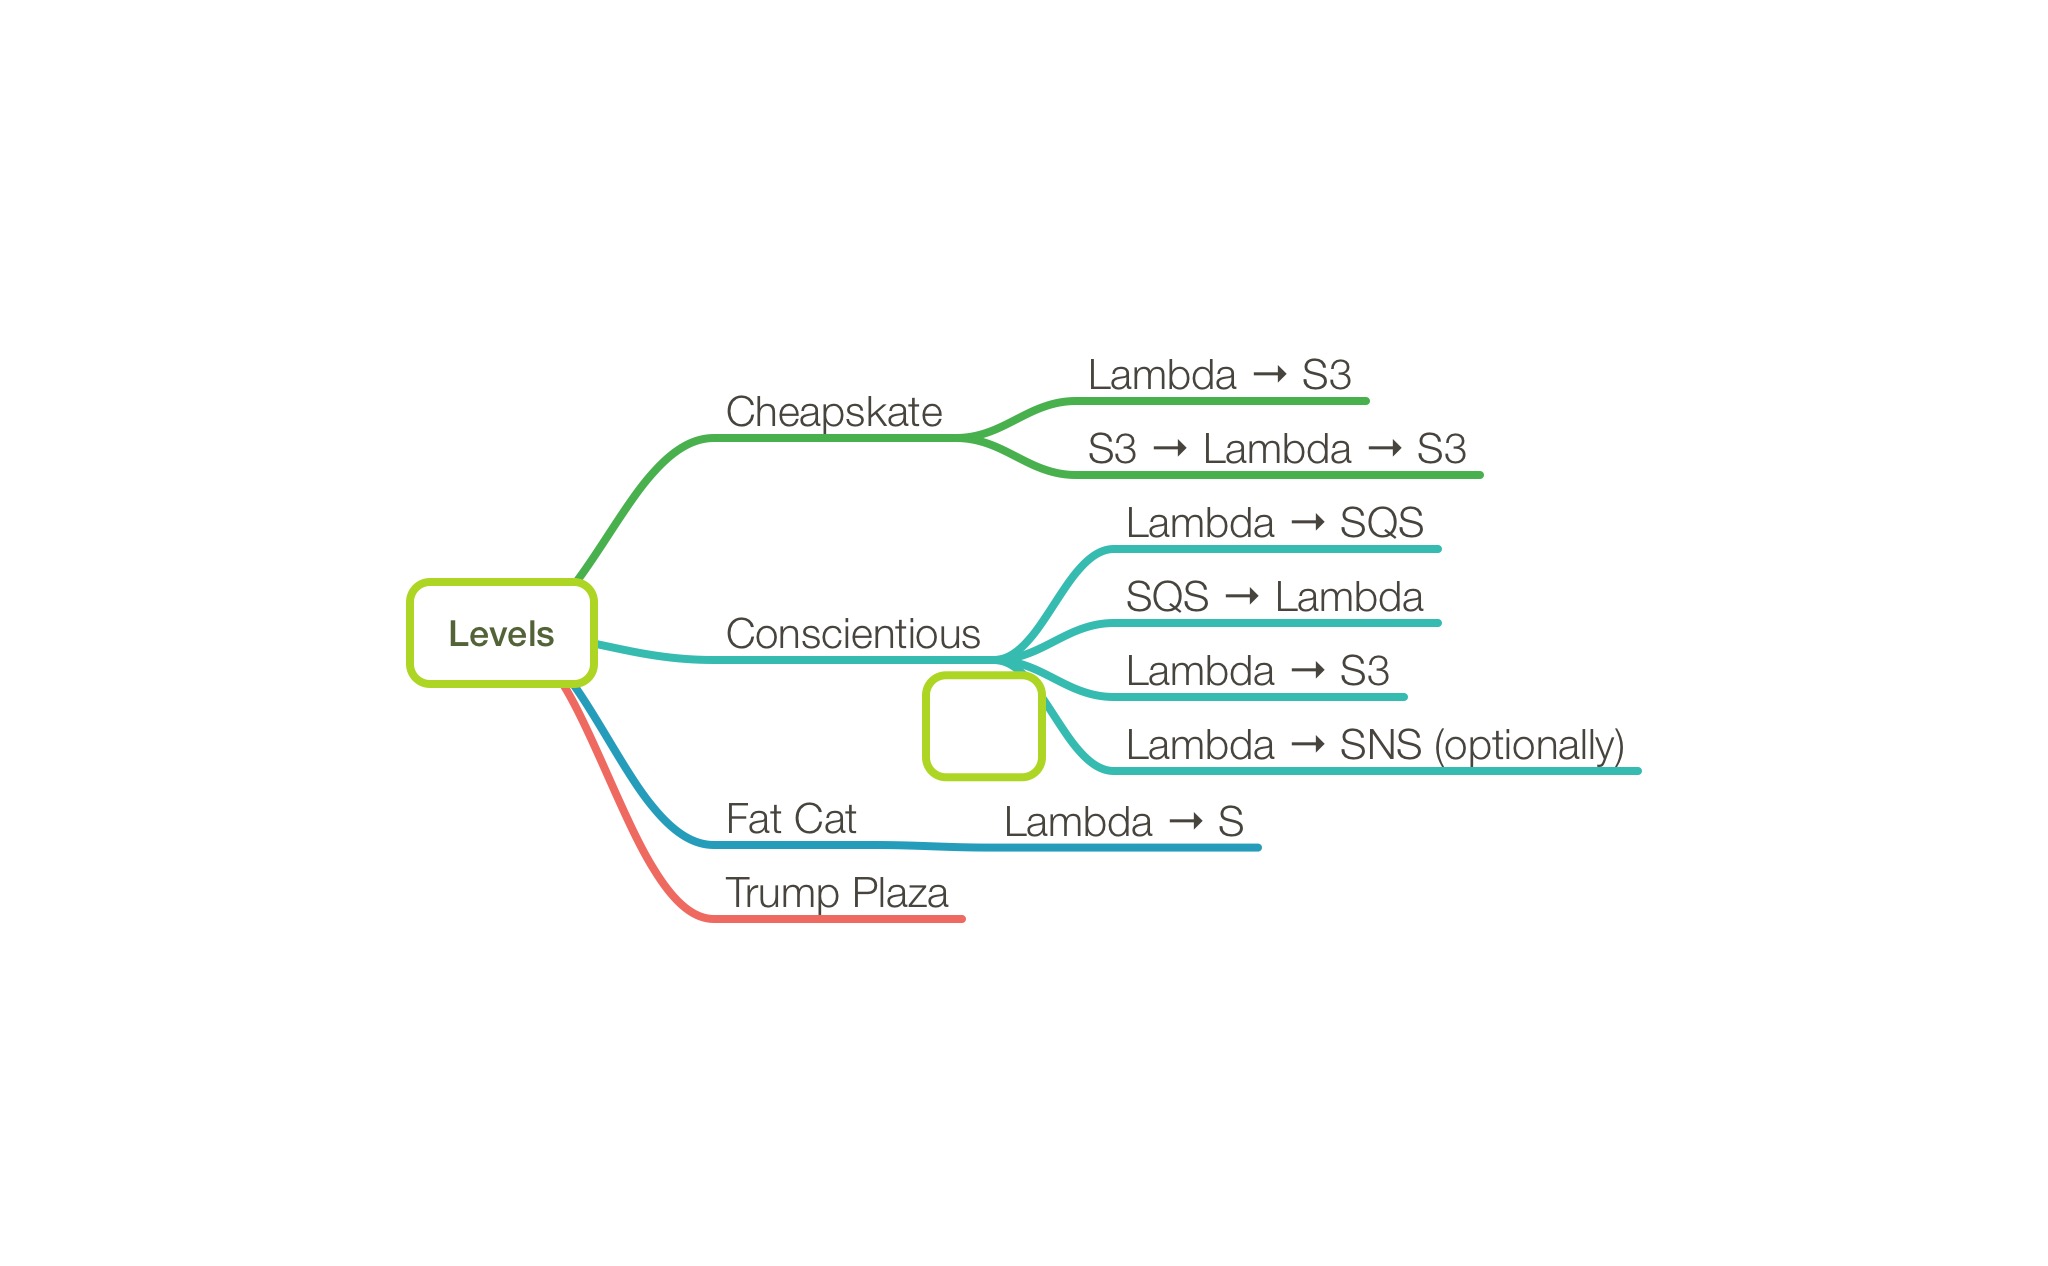 Levels
Cheapskate
Lambda → S3
S3 → Lambda → S3
Conscientious
Lambda → SQS
SQS → Lambda
Lambda → S3
Lambda → SNS (optionally)
Fat Cat
Lambda → S
Trump Plaza